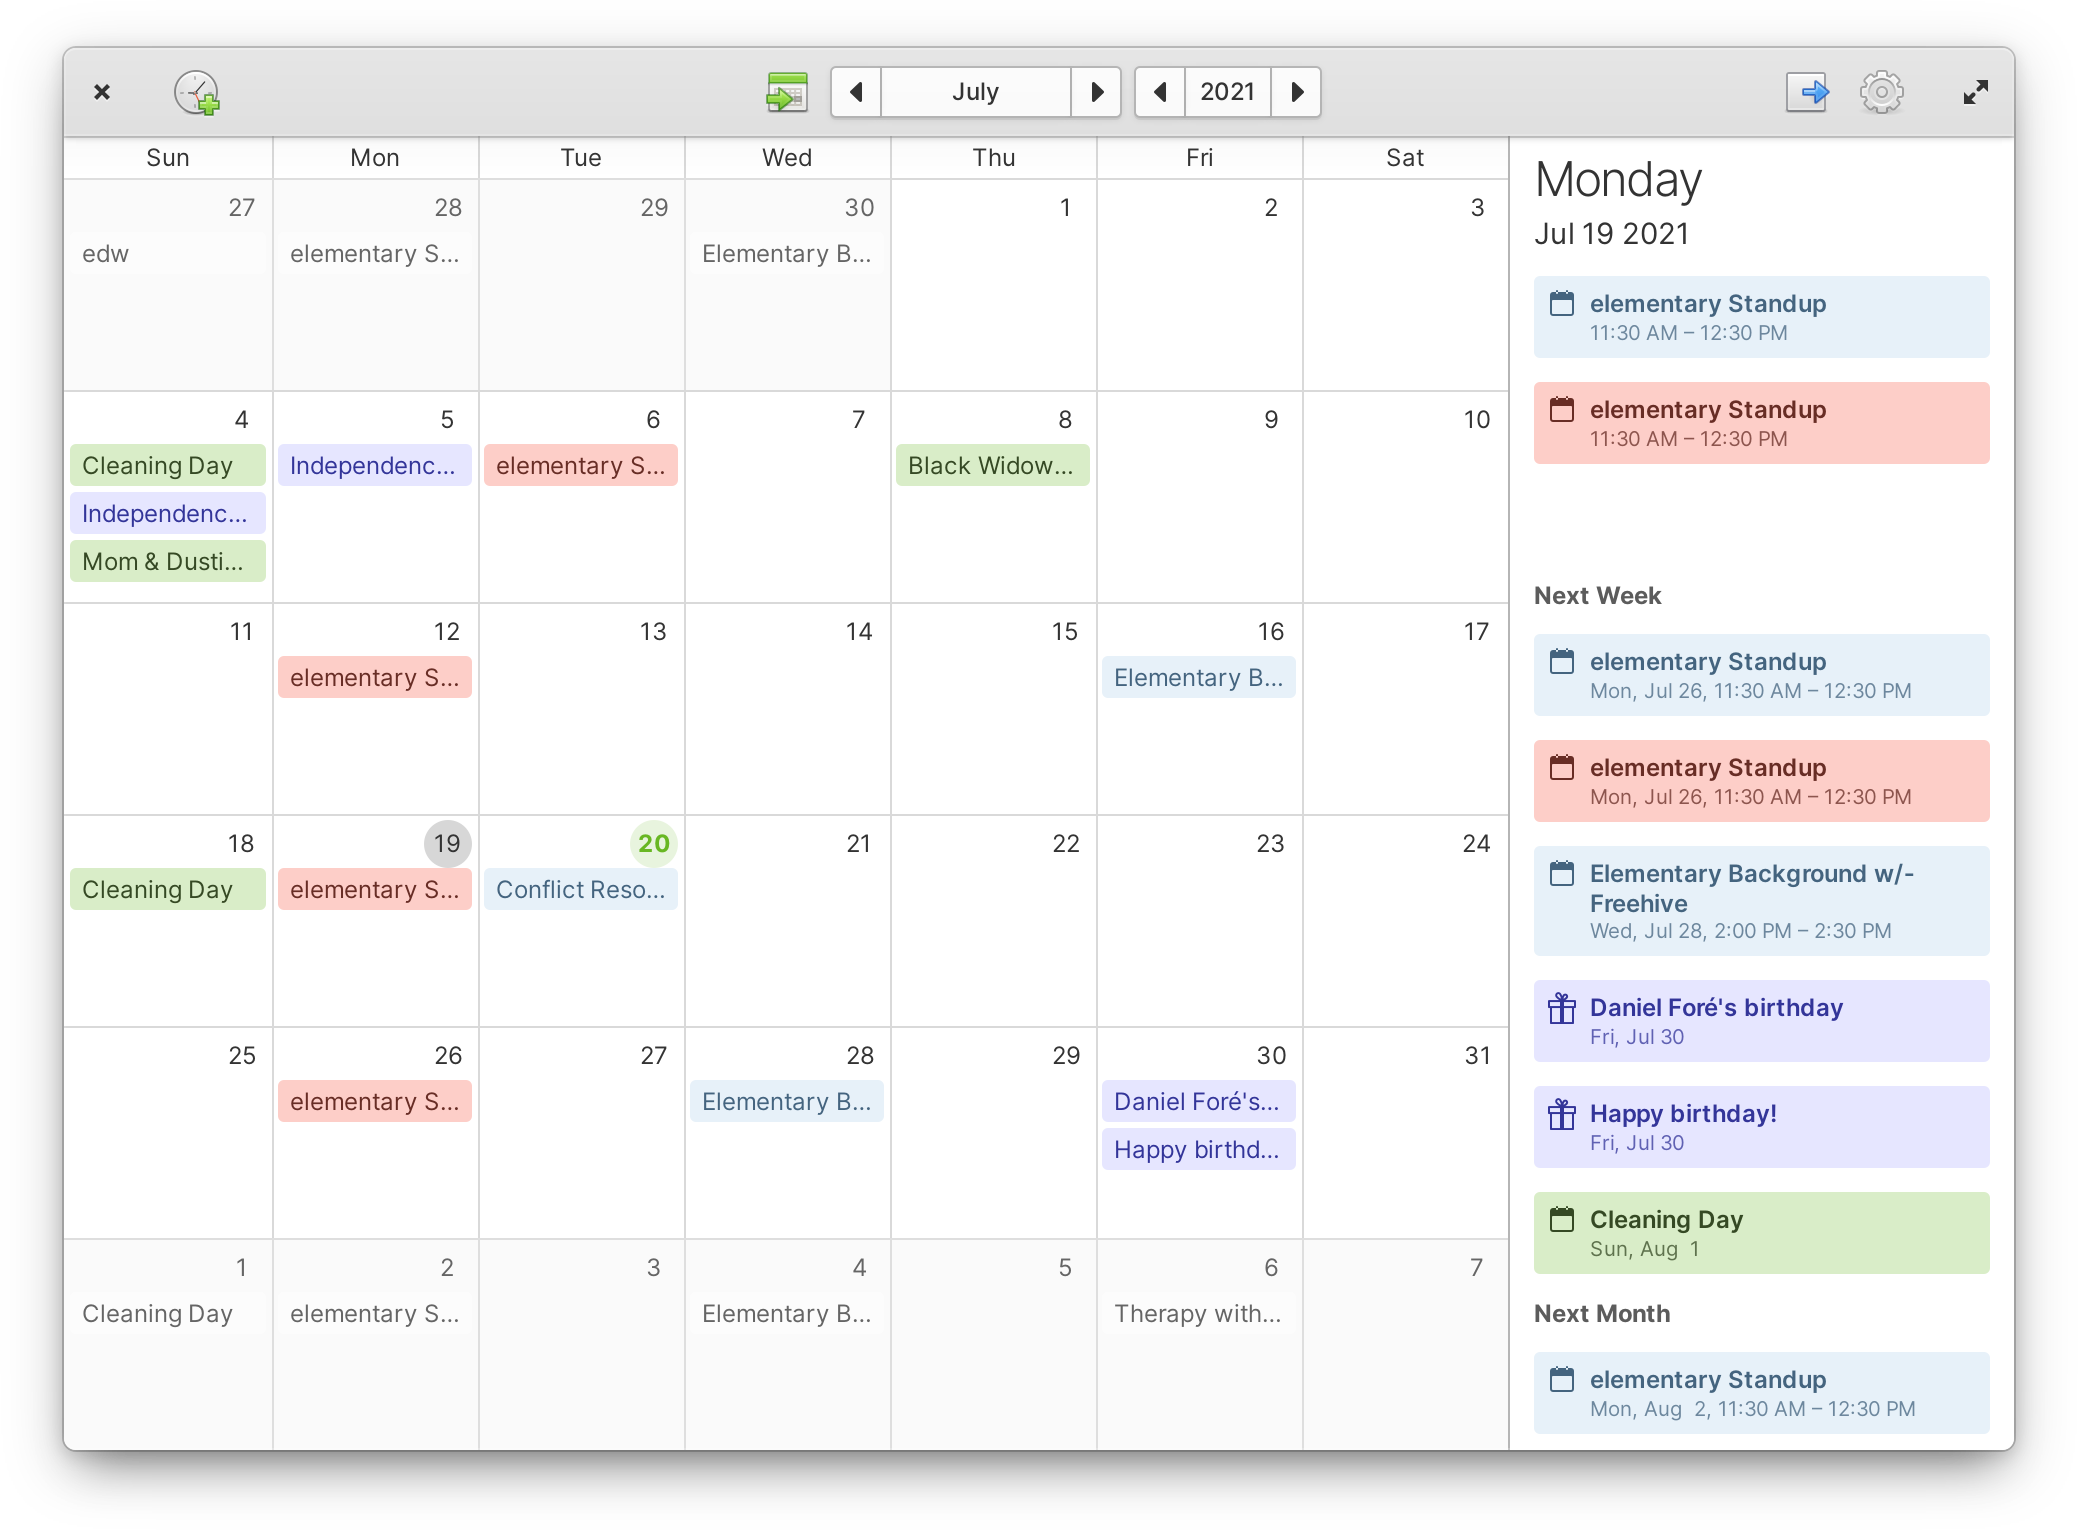 July
2021
Sun Mon Tue Wed Thu Fri Sat
27 28 29 30 1 2 3
edw
elementary S...
Elementary B...
4 5 6 7 8 9 10
Cleaning Day
Independenc...
Mom & Dusti...
Independenc...
elementary S...
Black Widow...
11 12 13 14 15 16 17
elementary S...
Elementary B...
18 19 20 21 22 23 24
Cleaning Day
elementary S...
Conflict Reso...
25 26 27 28 29 30 31
elementary S...
Elementary B...
Daniel Foré's...
Happy birthd...
1 2 3 4 5 6 7
Cleaning Day
elementary S...
Elementary B...
Therapy with...
Monday
Jul 19 2021
elementary Standup
11:30 AM – 12:30 PM
elementary Standup
11:30 AM – 12:30 PM
Next Week
elementary Standup
Mon, Jul 26, 11:30 AM – 12:30 PM
elementary Standup
Mon, Jul 26, 11:30 AM – 12:30 PM
Elementary Background w/-
Freehive
Wed, Jul 28, 2:00 PM – 2:30 PM
Daniel Foré's birthday
Fri, Jul 30
Happy birthday!
Fri, Jul 30
Cleaning Day
Sun, Aug 1
Next Month
elementary Standup
Mon, Aug 2, 11:30 AM – 12:30 PM